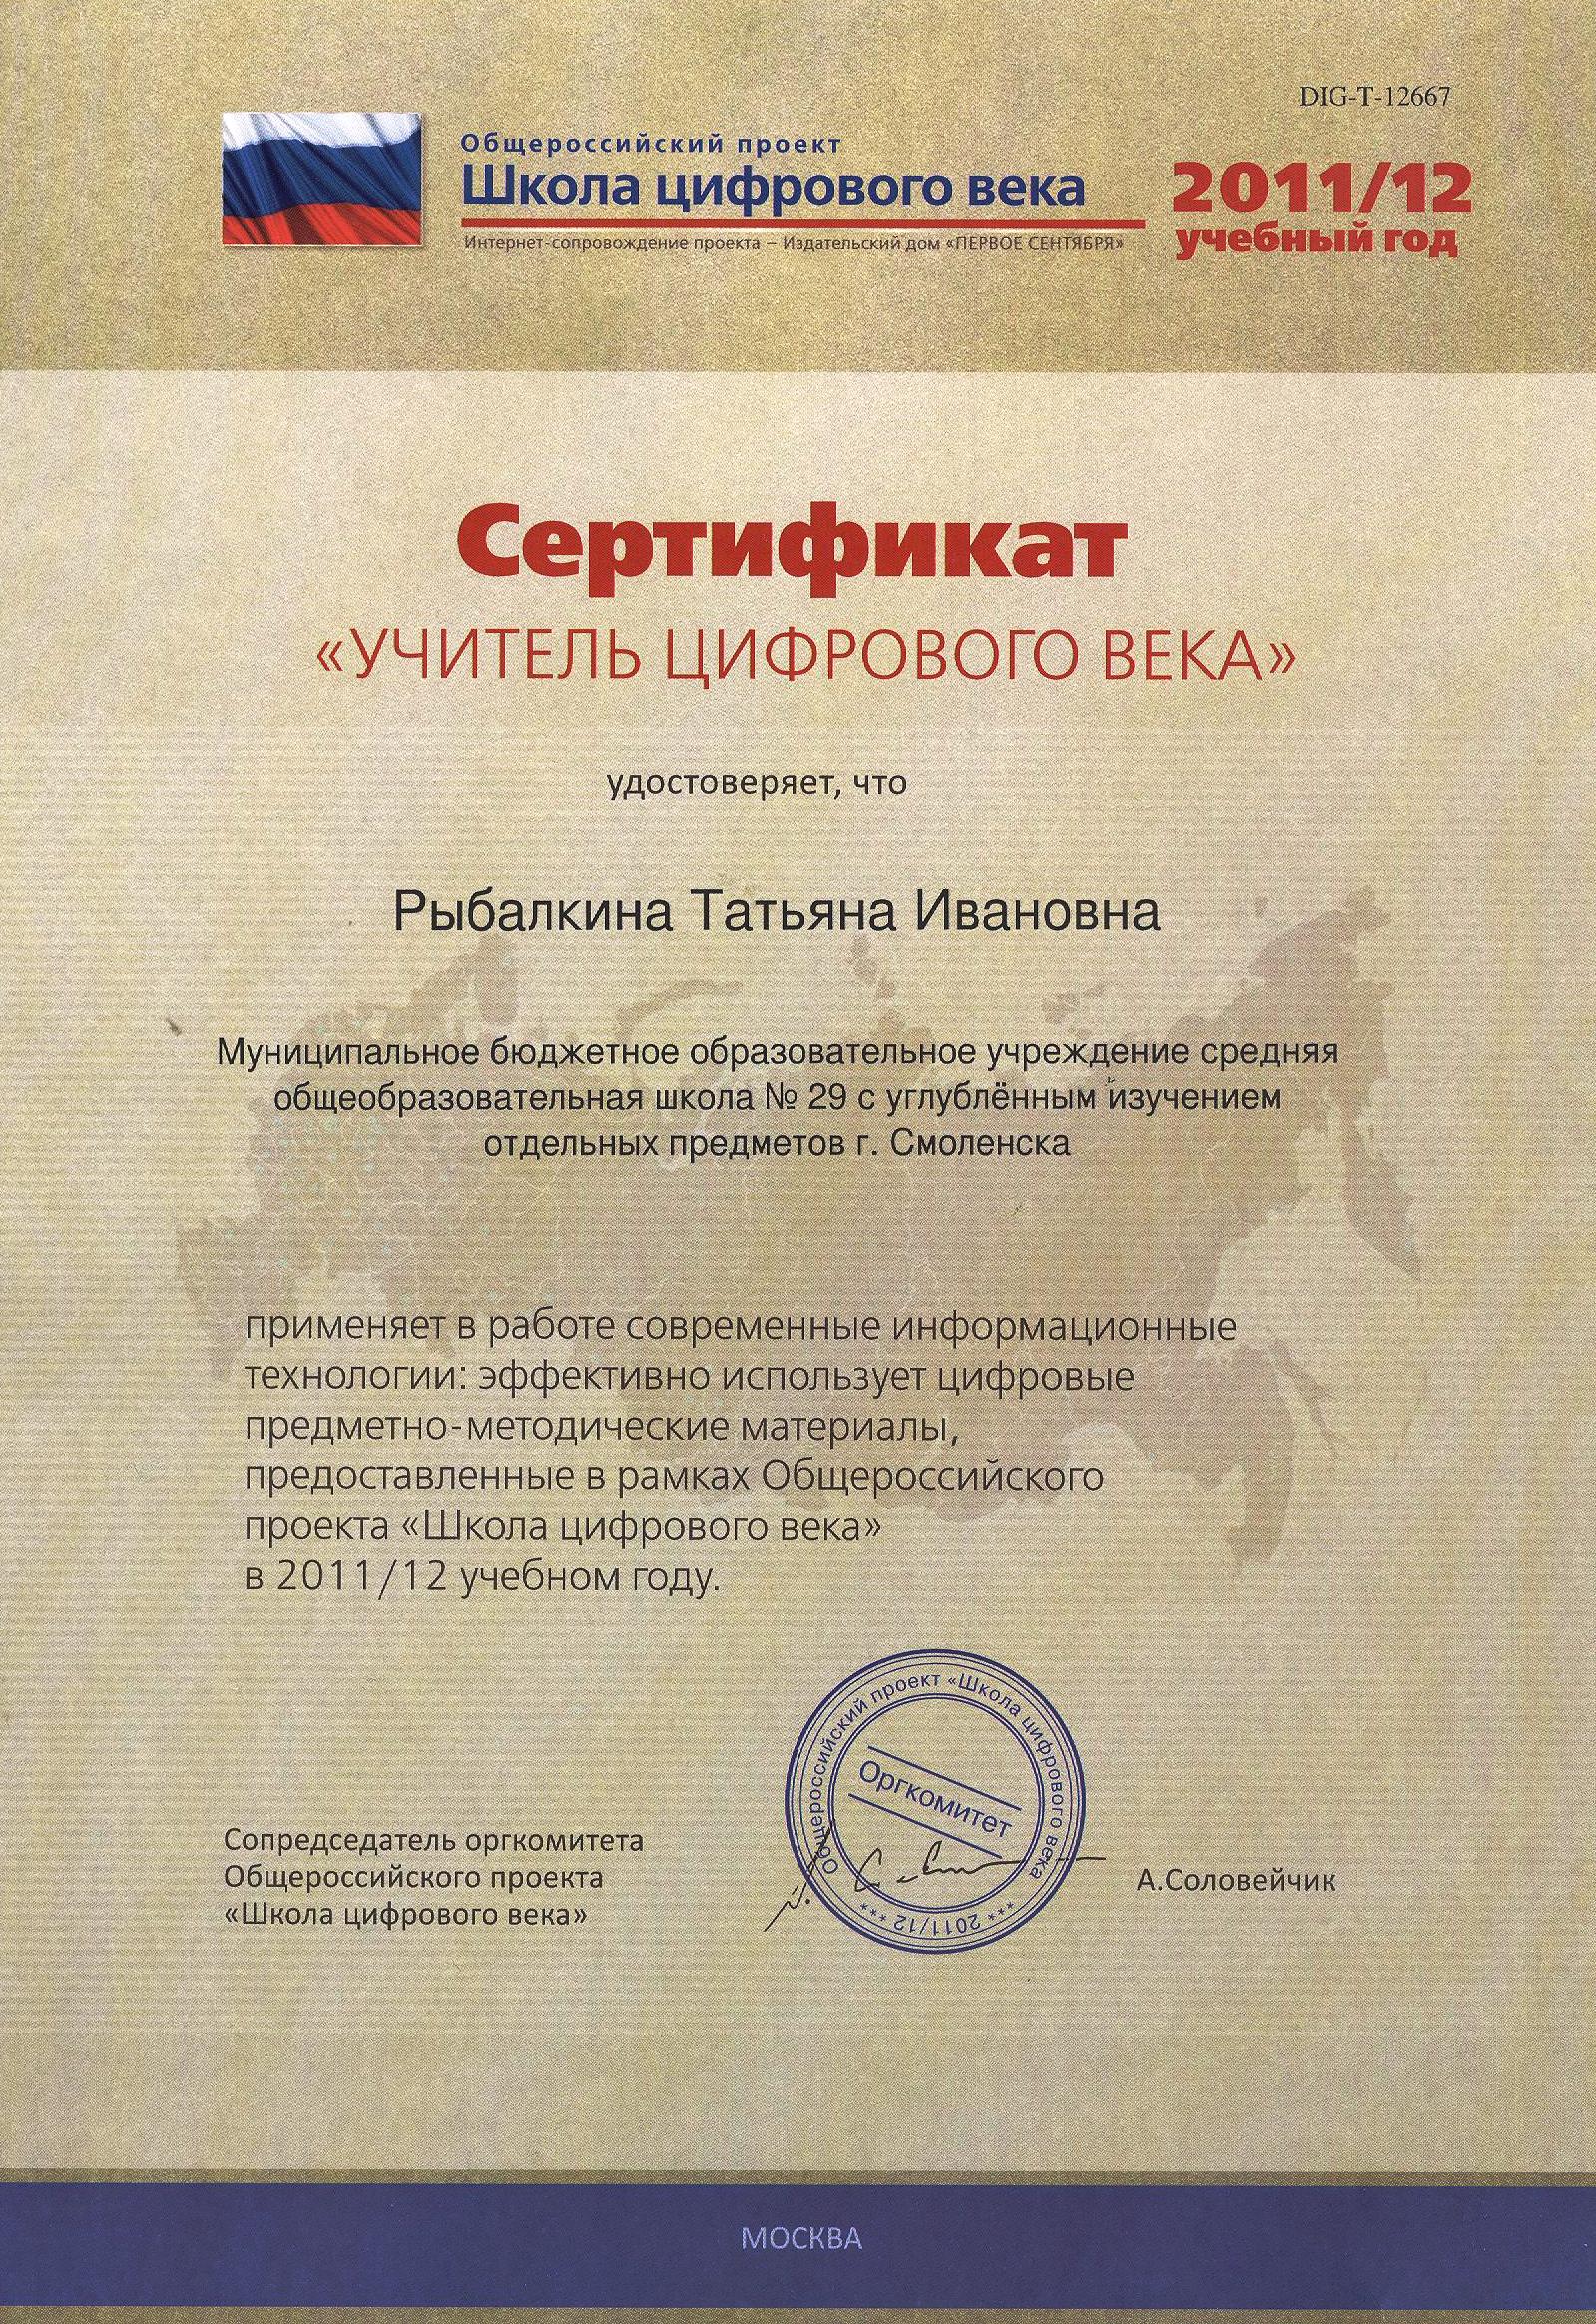 DIG-T-12667
Общероссийский проект
Школа цифрового века
Интернет-сопровождение проекта – Издательский дом «ПЕРВОЕ СЕНТЯБРЯ»
2011/12
учебный год
Сертификат
«УЧИТЕЛЬ ЦИФРОВОГО ВЕКА»
удостоверяет, что
Рыбалкина Татьяна Ивановна
Муниципальное бюджетное образовательное учреждение средняя
общеобразовательная школа № 29 с углублённым изучением
отдельных предметов г. Смоленска
применяет в работе современные информационные
технологии: эффективно использует цифровые
предметно-методические материалы,
предоставленные в рамках Общероссийского
проекта «Школа цифрового века»
в 2011/12 учебном году.
Общероссийский проект «Школа цифрового века
Оргкомитет
*** 2011/12 ***
Сопредседатель оргкомитета
Общероссийского проекта
«Школа цифрового века»
А.Соловейчик
МОСКВА